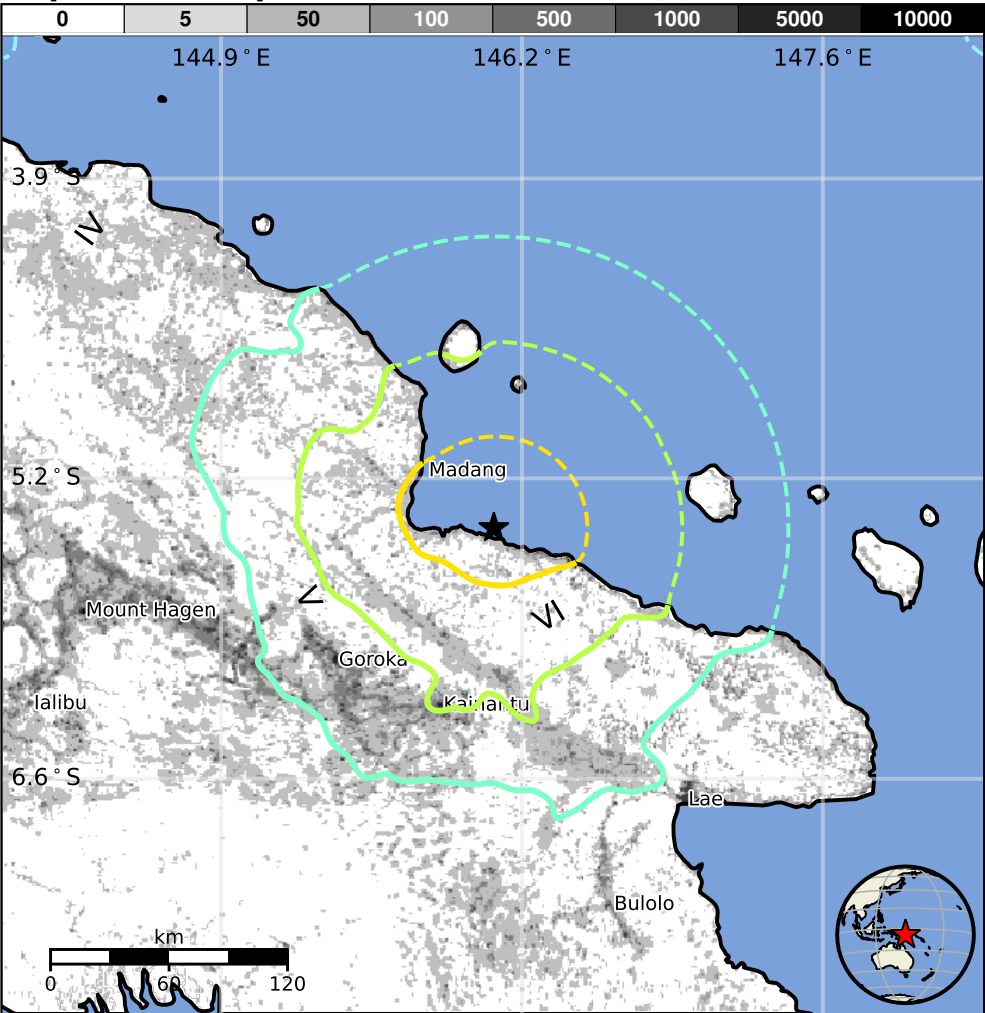 0 5 50 100 500 1000 5000 10000
144.9°E 146.2°E 147.6°E
3.9°S
IV
Madang
5.2°S
V
VI
Mount Hagen
Goroka
Ialibu
Kainantu
6.6°S
Lae
Bulolo
km
0 60 120